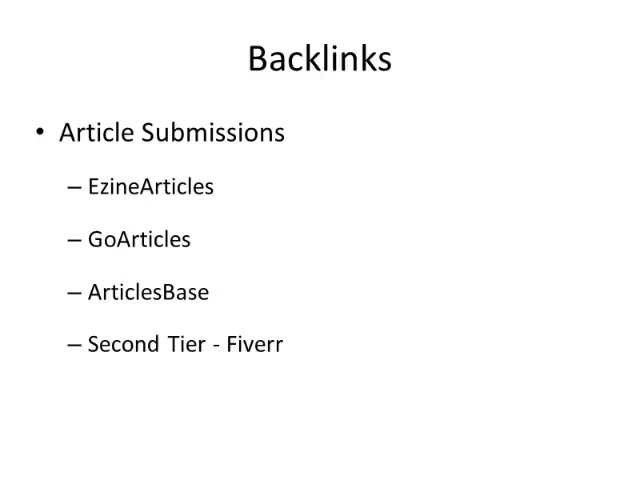 Backlinks
• Article Submissions
– EzineArticles
– GoArticles
– ArticlesBase
– Second Tier - Fiverr